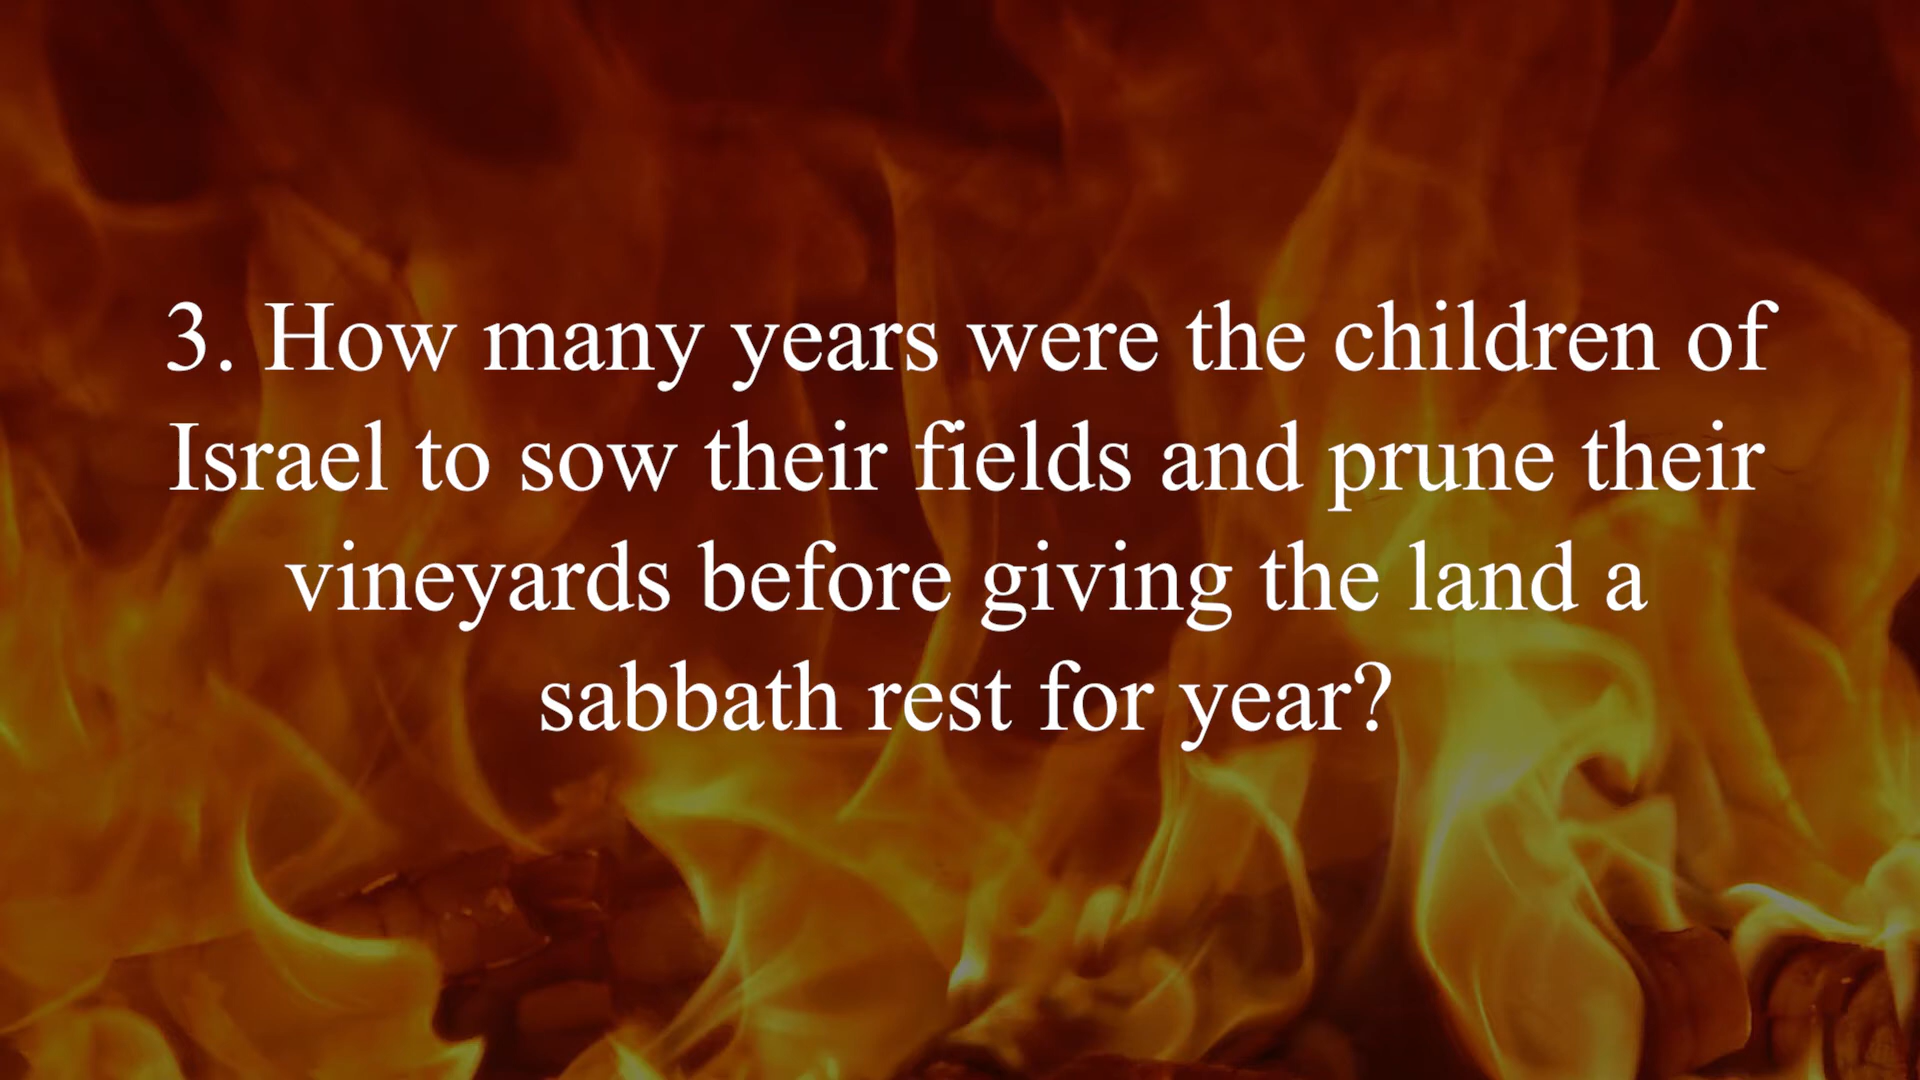 3. How many years were the children of
Israel to sow their fields and prune their
vineyards before giving the land a
sabbath rest for year?